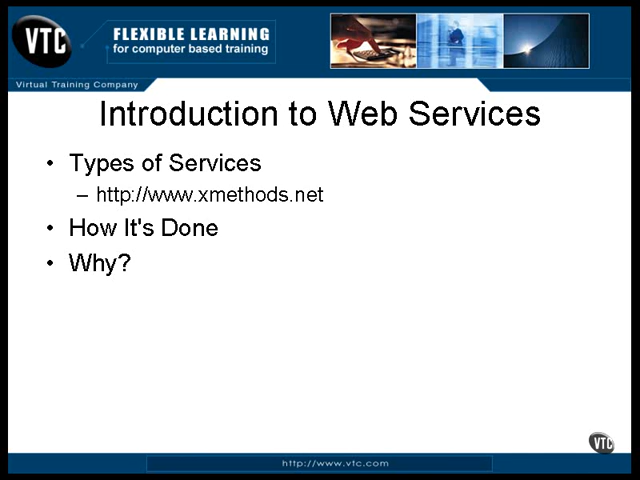 VTC
FLEXIBLE LEARNING
for computer based training
Virtual Training Company
Introduction to Web Services
• Types of Services
– http://www.xmethods.net
• How It's Done
• Why?
VTC
http://www.vtc.com